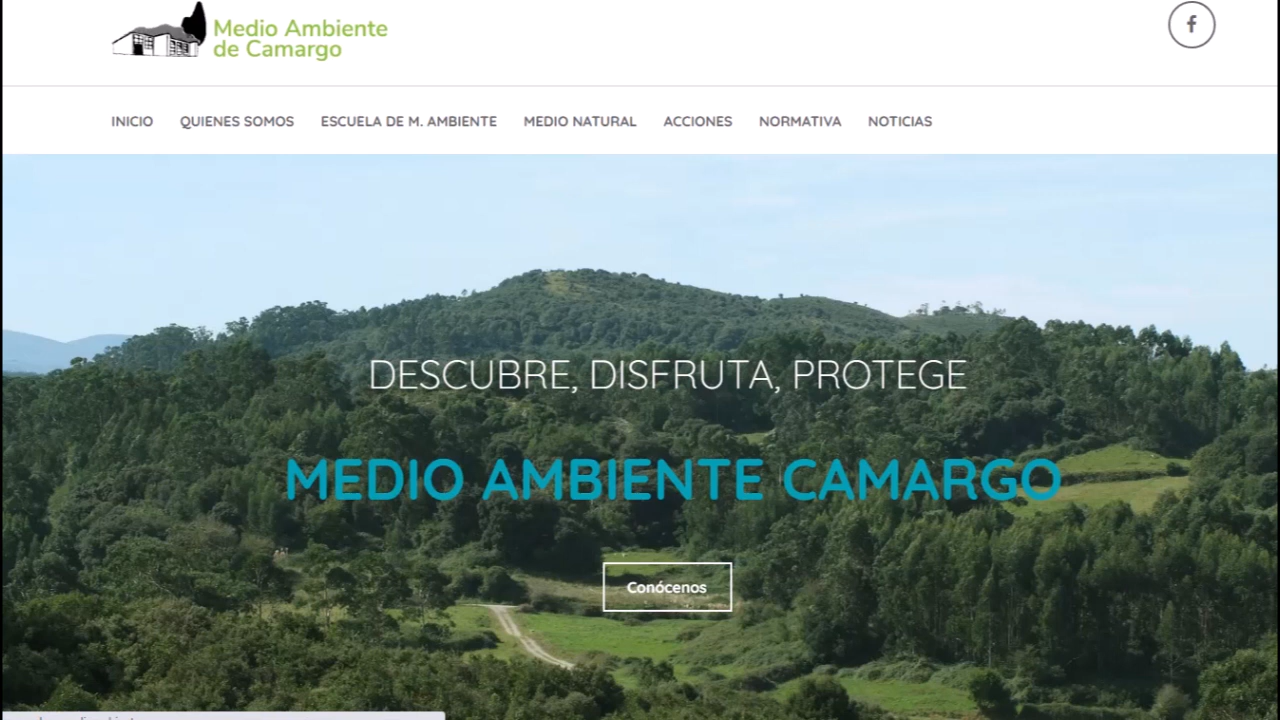 Medio Ambiente
de Camargo
INICIO QUIENES SOMOS ESCUELA DE M. AMBIENTE MEDIO NATURAL ACCIONES NORMATIVA NOTICIAS
DESCUBRE, DISFRUTA, PROTEGE
MEDIO AMBIENTE CAMARGO
Conócenos